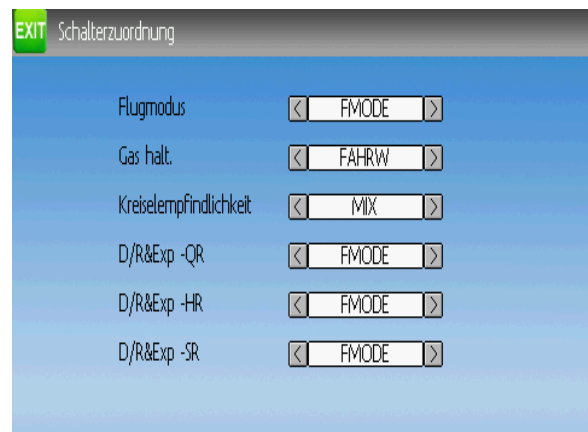 EXIT Schalterzuordnung
Flugmodus < FMODE >
Gas halt. < FAHRW >
Kreiselempfindlichkeit < MIX >
D/R&Exp -QR < FMODE >
D/R&Exp -HR < FMODE >
D/R&Exp -SR < FMODE >